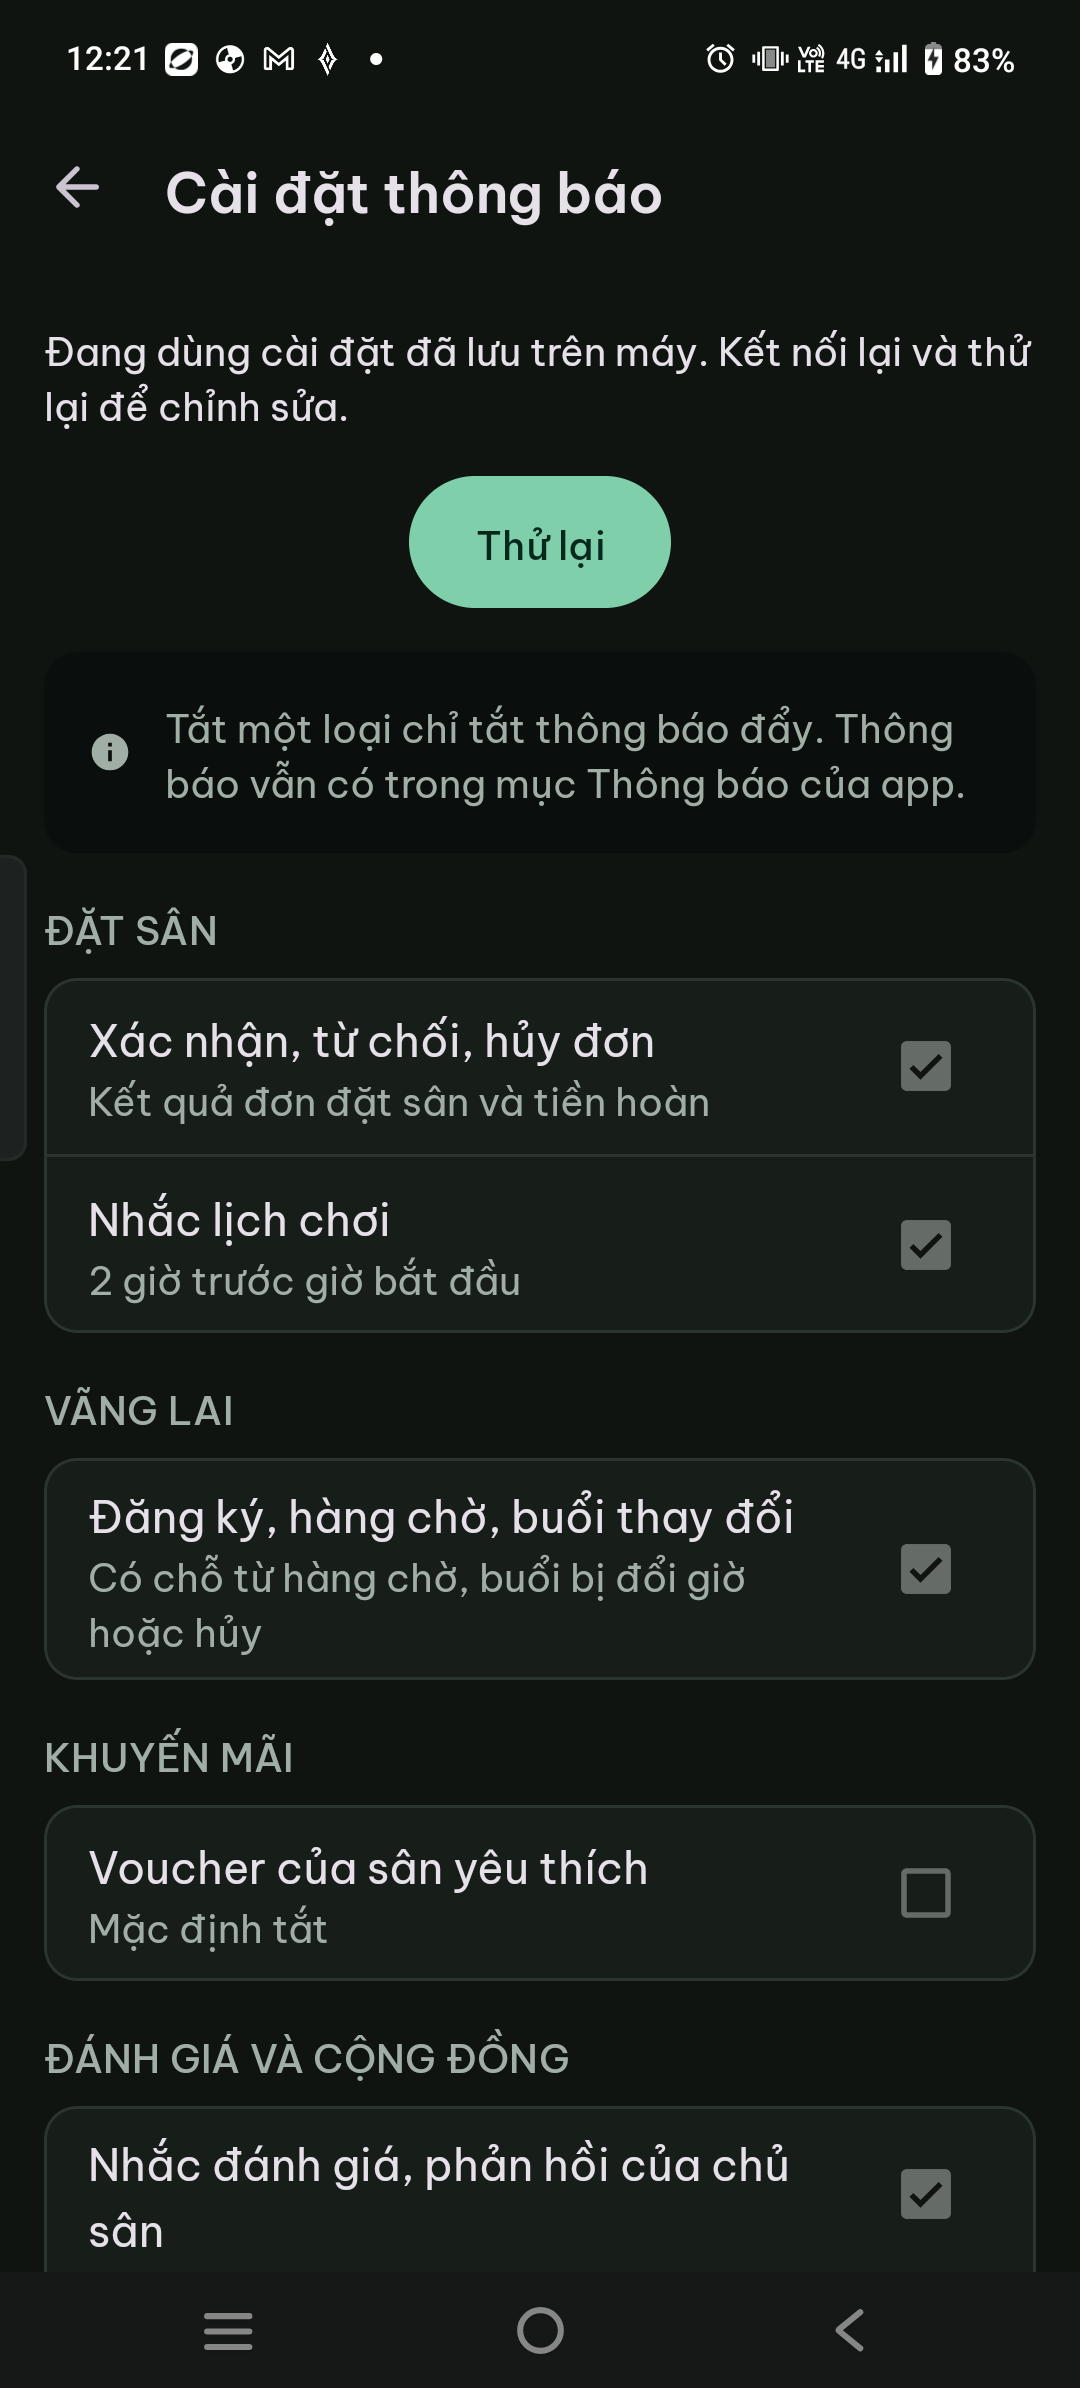 12:21
VO LTE 4G 83%
Cài đặt thông báo
Đang dùng cài đặt đã lưu trên máy. Kết nối lại và thử
lại để chỉnh sửa.
Thử lại
Tắt một loại chỉ tắt thông báo đẩy. Thông
báo vẫn có trong mục Thông báo của app.
ĐẶT SÂN
Xác nhận, từ chối, hủy đơn
Kết quả đơn đặt sân và tiền hoàn
Nhắc lịch chơi
2 giờ trước giờ bắt đầu
VÃNG LAI
Đăng ký, hàng chờ, buổi thay đổi
Có chỗ từ hàng chờ, buổi bị đổi giờ
hoặc hủy
KHUYẾN MÃI
Voucher của sân yêu thích
Mặc định tắt
ĐÁNH GIÁ VÀ CỘNG ĐỒNG
Nhắc đánh giá, phản hồi của chủ
sân